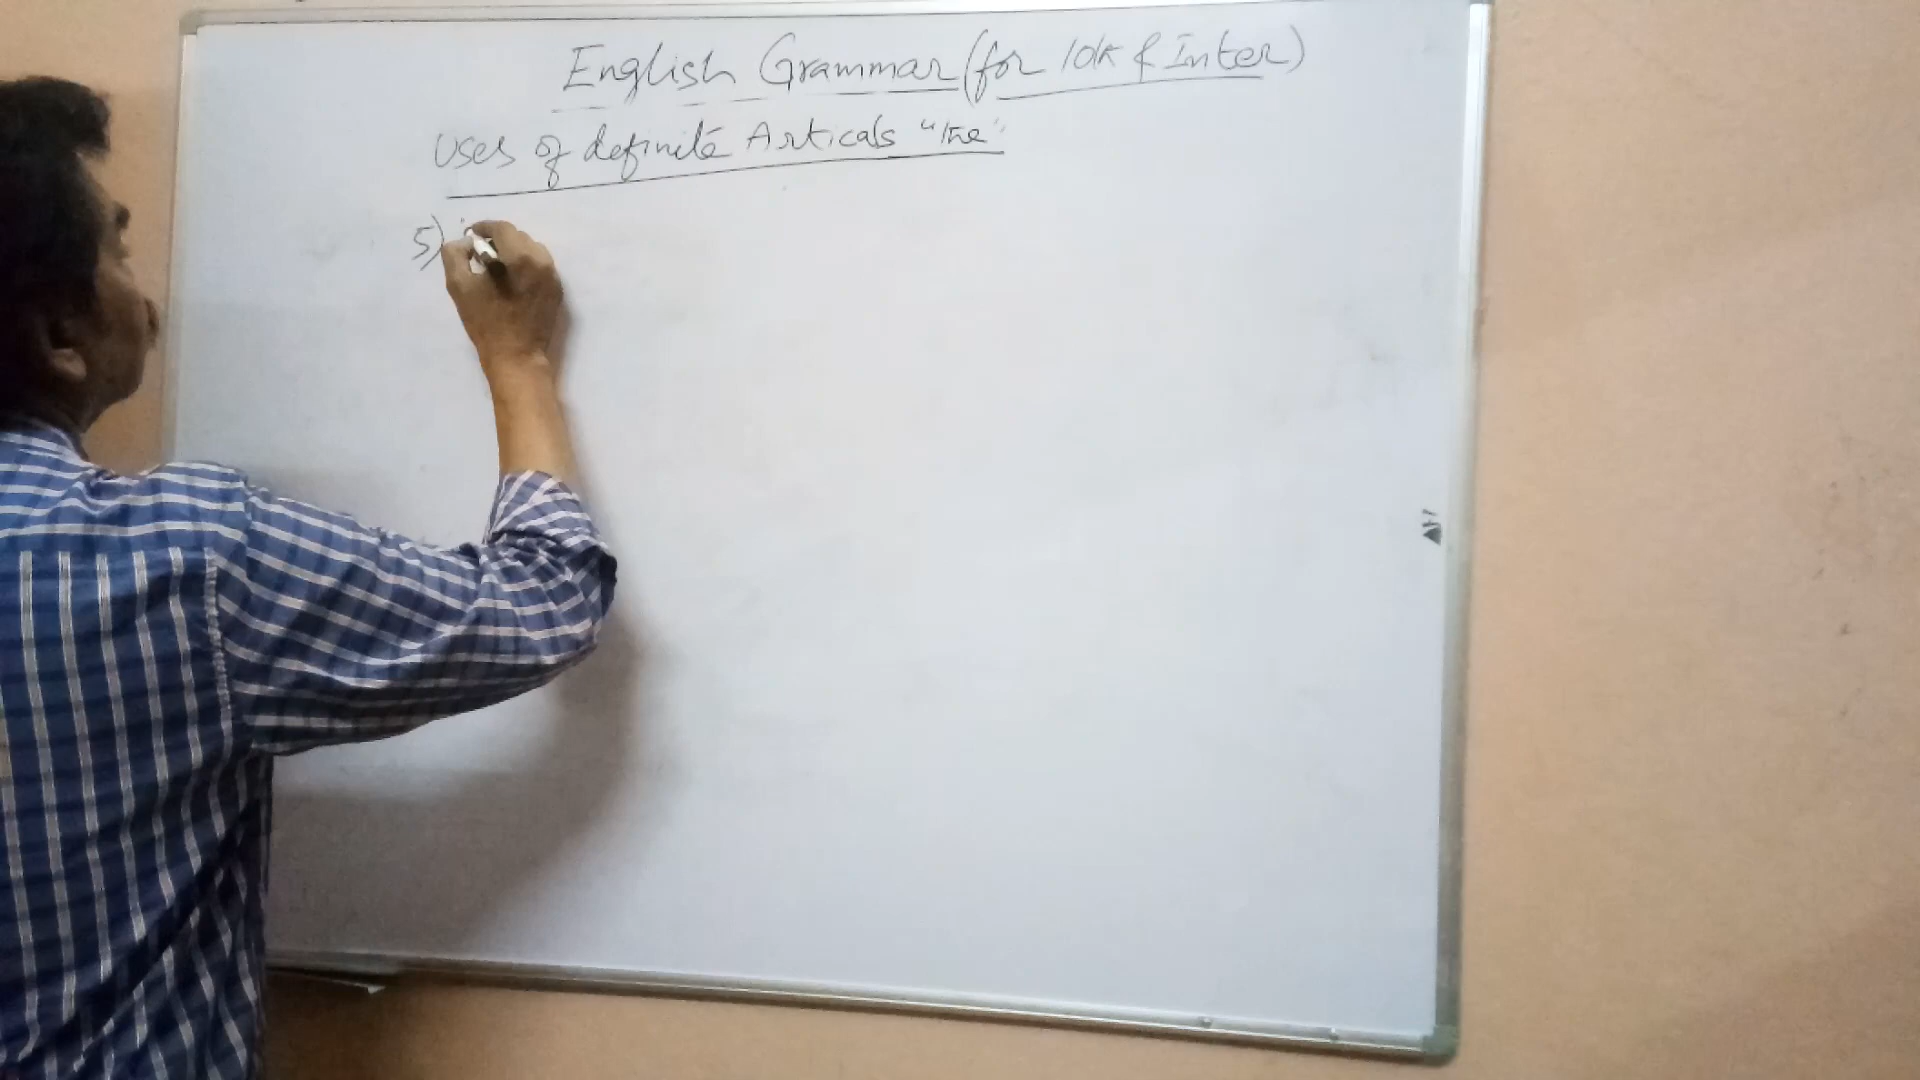 English Grammar (for 10th & Inter)
Uses of definite Articals "the"
5)